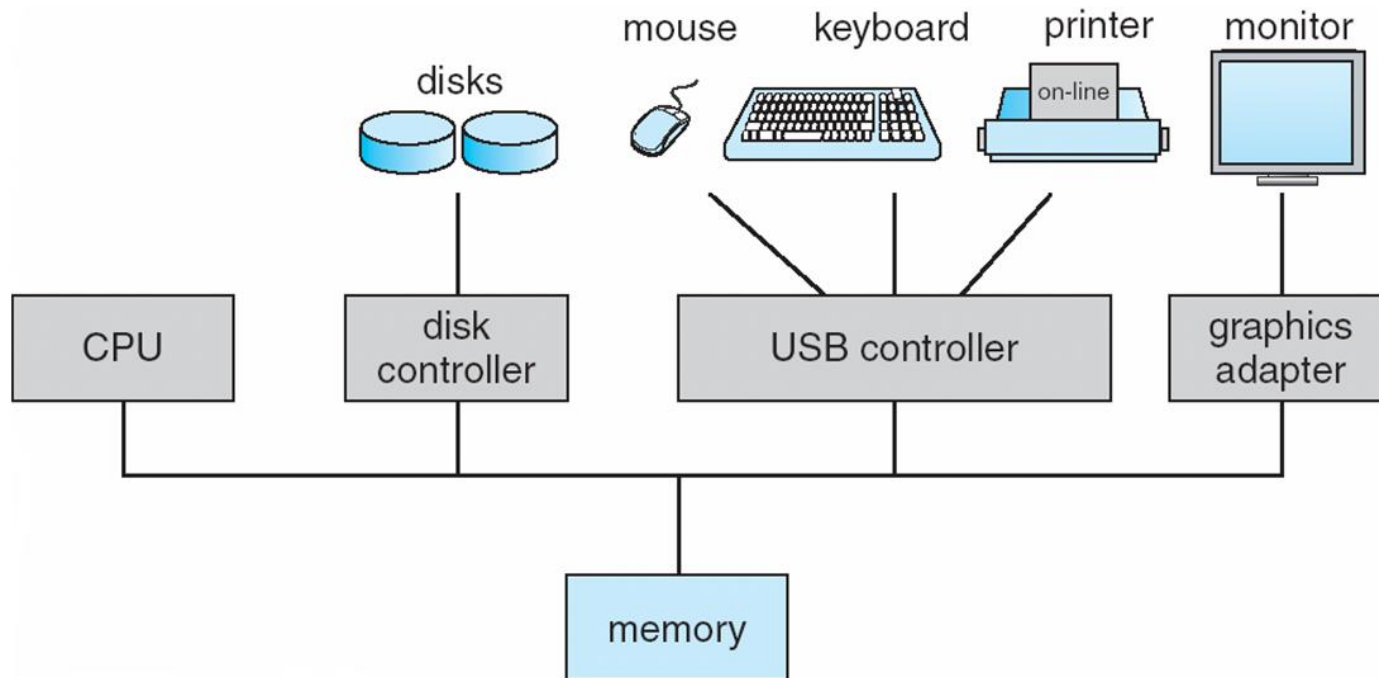 mouse
keyboard
printer
monitor
disks
on-line
CPU
disk
controller
USB controller
graphics
adapter
memory